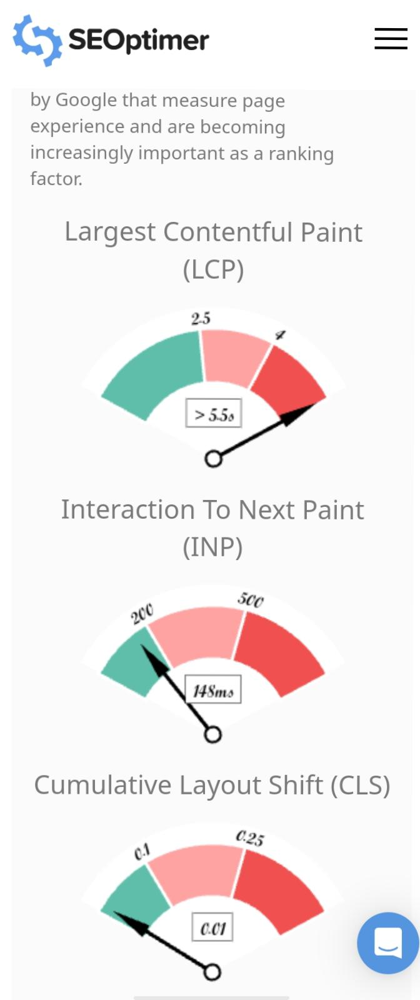 SEOptimer
by Google that measure page
experience and are becoming
increasingly important as a ranking
factor.
Largest Contentful Paint
(LCP)
2.5
4
> 5.5s
Interaction To Next Paint
(INP)
200
500
148ms
Cumulative Layout Shift (CLS)
0.1
0.25
0.01